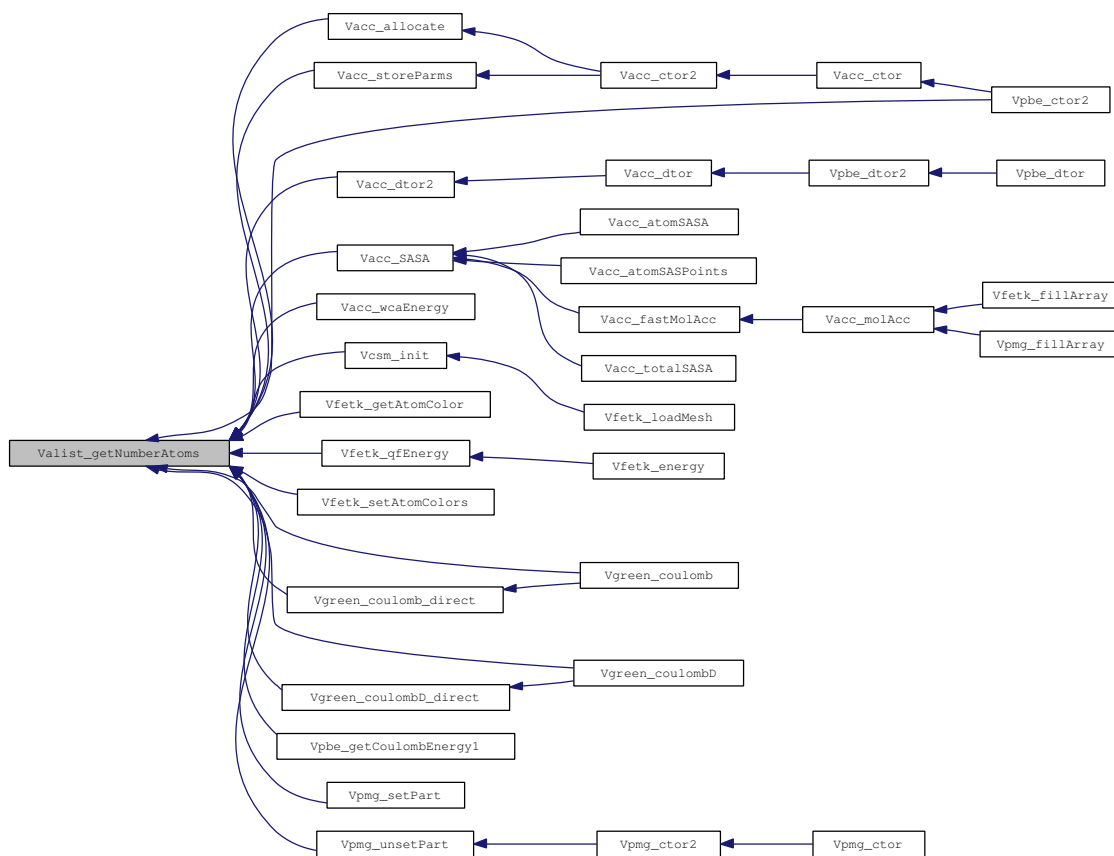 Vacc_allocate
Vacc_storeParms
Vacc_ctor2
Vacc_ctor
Vpbe_ctor2
Vacc_dtor2
Vacc_dtor
Vpbe_dtor2
Vpbe_dtor
Vacc_SASA
Vacc_atomSASA
Vacc_atomSASPoints
Vacc_wcaEnergy
Vacc_fastMolAcc
Vacc_molAcc
Vfetk_fillArray
Vpmg_fillArray
Vcsm_init
Vacc_totalSASA
Vfetk_getAtomColor
Vfetk_loadMesh
Valist_getNumberAtoms
Vfetk_qfEnergy
Vfetk_energy
Vfetk_setAtomColors
Vgreen_coulomb
Vgreen_coulomb_direct
Vgreen_coulombD
Vgreen_coulombD_direct
Vpbe_getCoulombEnergy1
Vpmg_setPart
Vpmg_unsetPart
Vpmg_ctor2
Vpmg_ctor